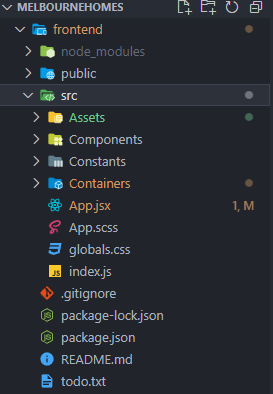 MELBOURNEHOMES
frontend
node_modules
public
src
Assets
Components
Constants
Containers
App.jsx 1, M
App.scss
globals.css
JS index.js
.gitignore
package-lock.json
package.json
README.md
todo.txt